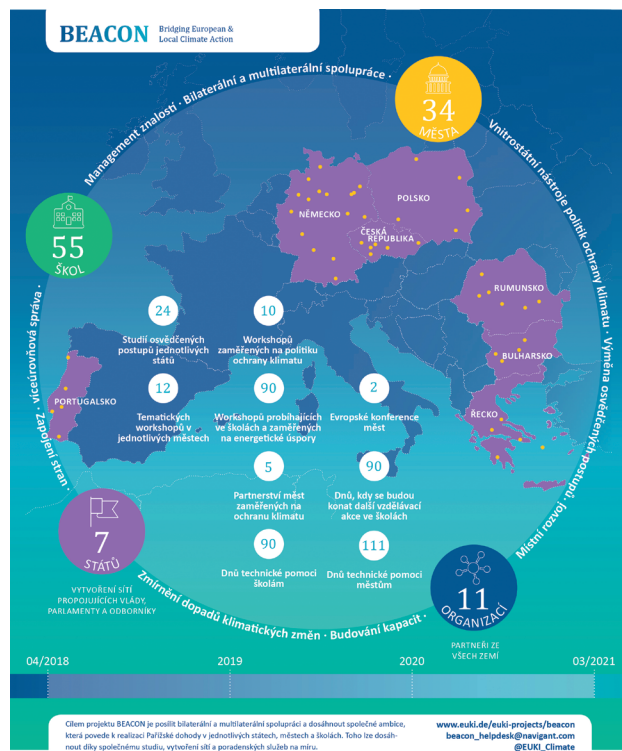 BEACON
Bridging European &
Local Climate Action
Management znalostí · Bilaterální a multilaterální spolupráce ·
34
MĚSTA
Vnitrostátní nástroje politik ochrany klimatu · Výměna osvědčených postupů ·
55
ŠKOL
NĚMECKO
POLSKO
ČESKÁ
REPUBLIKA
RUMUNSKO
BULHARSKO
ŘECKO
PORTUGALSKO
24
Studií osvědčených
postupů jednotlivých
států
10
Workshopů
zaměřených na politiku
ochrany klimatu
12
Tematických
workshopů v
jednotlivých městech
90
Workshopů probíhajících
ve školách a zaměřených
na energetické úspory
2
Evropské konference
měst
5
Partnerství měst
zaměřených na
ochranu klimatu
90
Dnů, kdy se budou
konat další vzdělávací
akce ve školách
90
Dnů technické pomoci
školám
111
Dnů technické pomoci
městům
Zapojení stran · víceúrovňová správa ·
Místní rozvoj ·
7
STÁTŮ
VYTVOŘENÍ SÍTÍ
PROPOJUJÍCÍCH VLÁDY,
PARLAMENTY A ODBORNÍKY
Zmírnění dopadů klimatických změn · Budování kapacit ·
11
ORGANIZACÍ
PARTNEŘI ZE
VŠECH ZEMÍ
04/2018
2019
2020
03/2021
Cílem projektu BEACON je posílit bilaterální a multilaterální spolupráci a dosáhnout společné ambice,
která povede k realizaci Pařížské dohody v jednotlivých státech, městech a školách. Toho lze dosáh-
nout díky společnému studiu, vytvoření sítí a poradenských služeb na míru.
www.euki.de/euki-projects/beacon
beacon_helpdesk@navigant.com
@EUKI_Climate